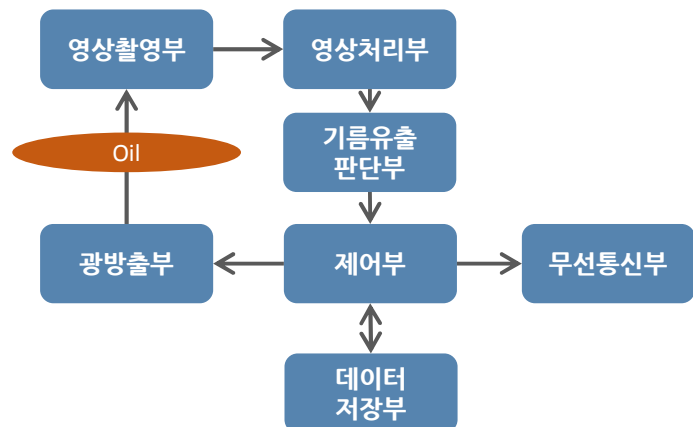 영상촬영부
영상처리부
Oil
기름유출
판단부
광방출부
제어부
무선통신부
데이터
저장부